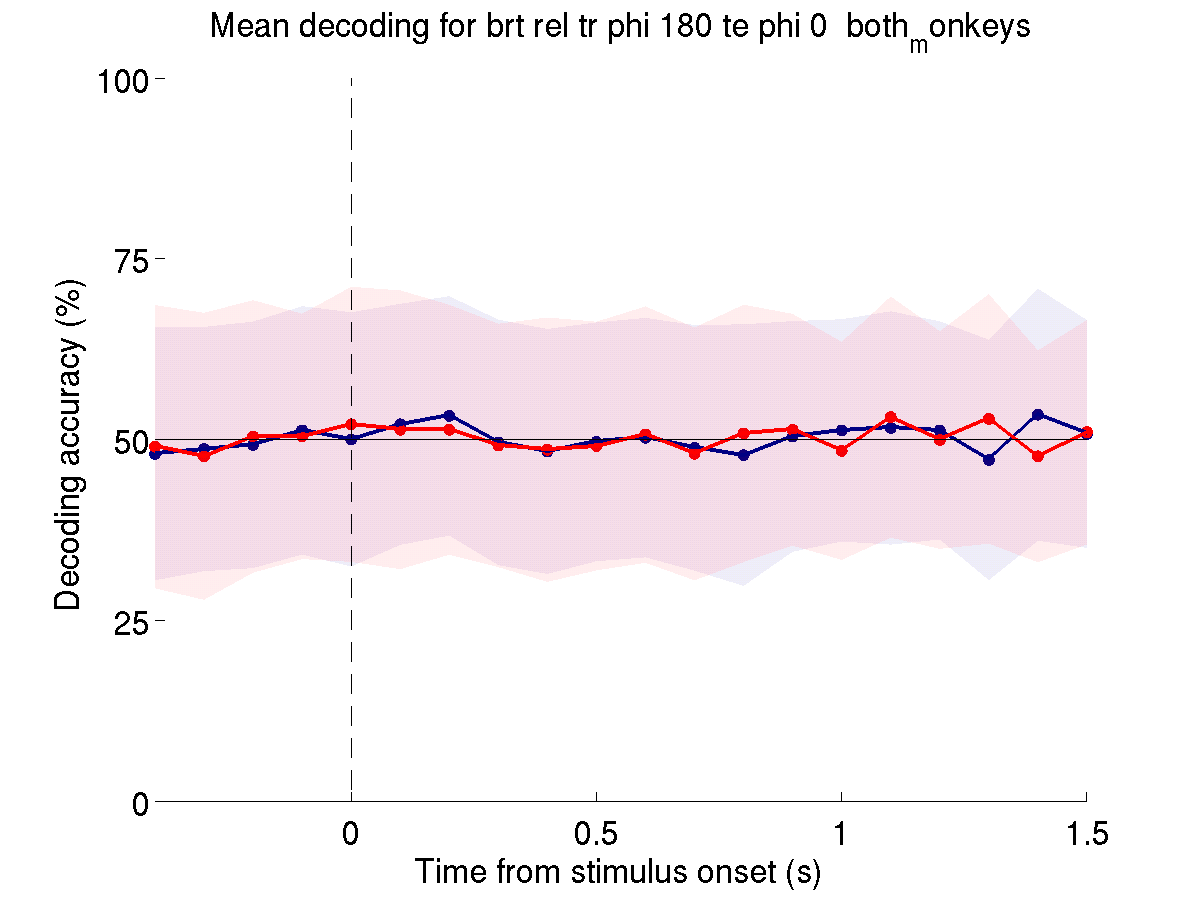 Mean decoding for brt rel tr phi 180 te phi 0 both_monkeys
100
75
50
25
0
Decoding accuracy (%)
0 0.5 1 1.5
Time from stimulus onset (s)